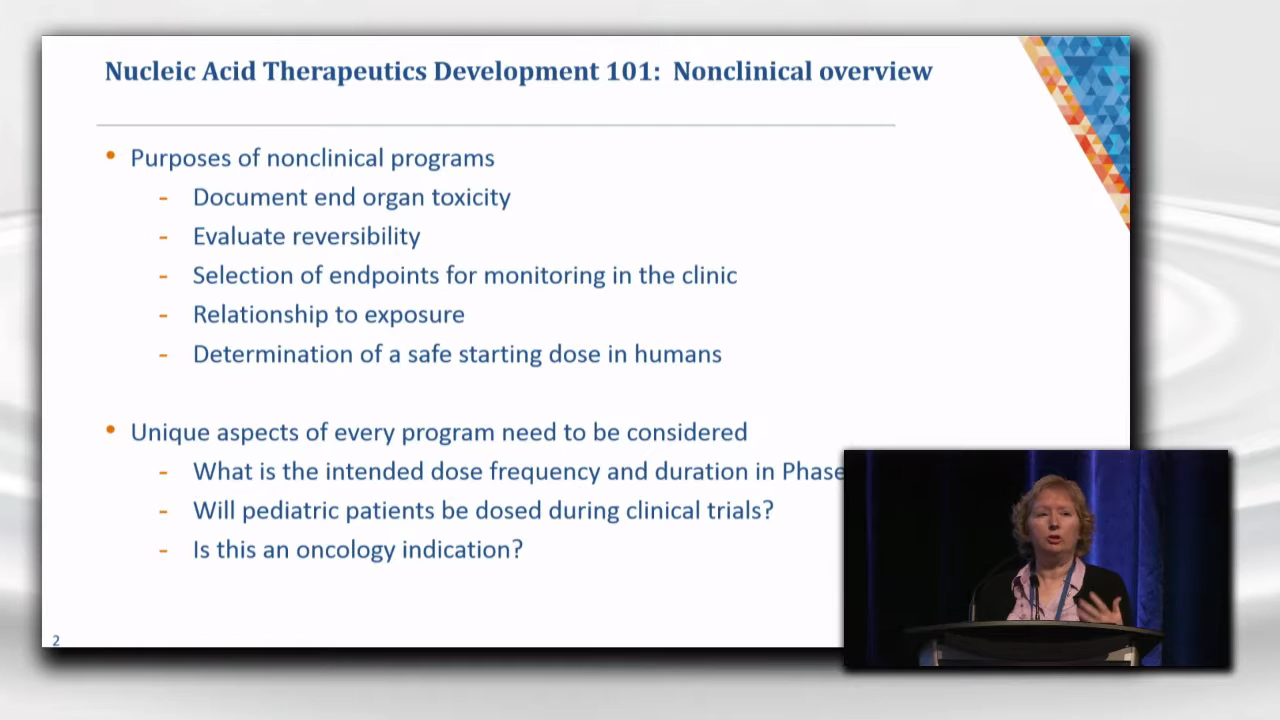 Nucleic Acid Therapeutics Development 101: Nonclinical overview
• Purposes of nonclinical programs
- Document end organ toxicity
- Evaluate reversibility
- Selection of endpoints for monitoring in the clinic
- Relationship to exposure
- Determination of a safe starting dose in humans
• Unique aspects of every program need to be considered
- What is the intended dose frequency and duration in Phase
- Will pediatric patients be dosed during clinical trials?
- Is this an oncology indication?
2